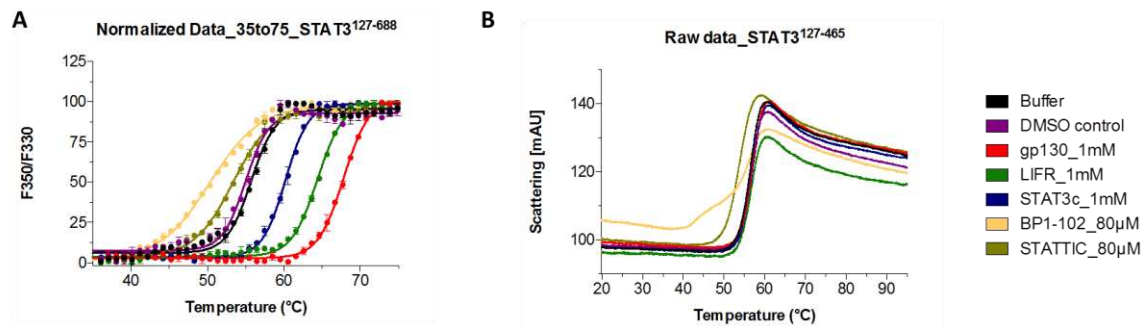 A
Normalized Data_35to75_STAT3127-688
F350/F330
125
100
75
50
25
0
40
50
60
70
Temperature (°C)
B
Raw data_STAT3127-465
Scattering [mAU]
140
120
100
20
30
40
50
60
70
80
90
Temperature (°C)
Buffer
DMSO control
gp130_1mM
LIFR_1mM
STAT3c_1mM
BP1-102_80µM
STATTIC_80µM